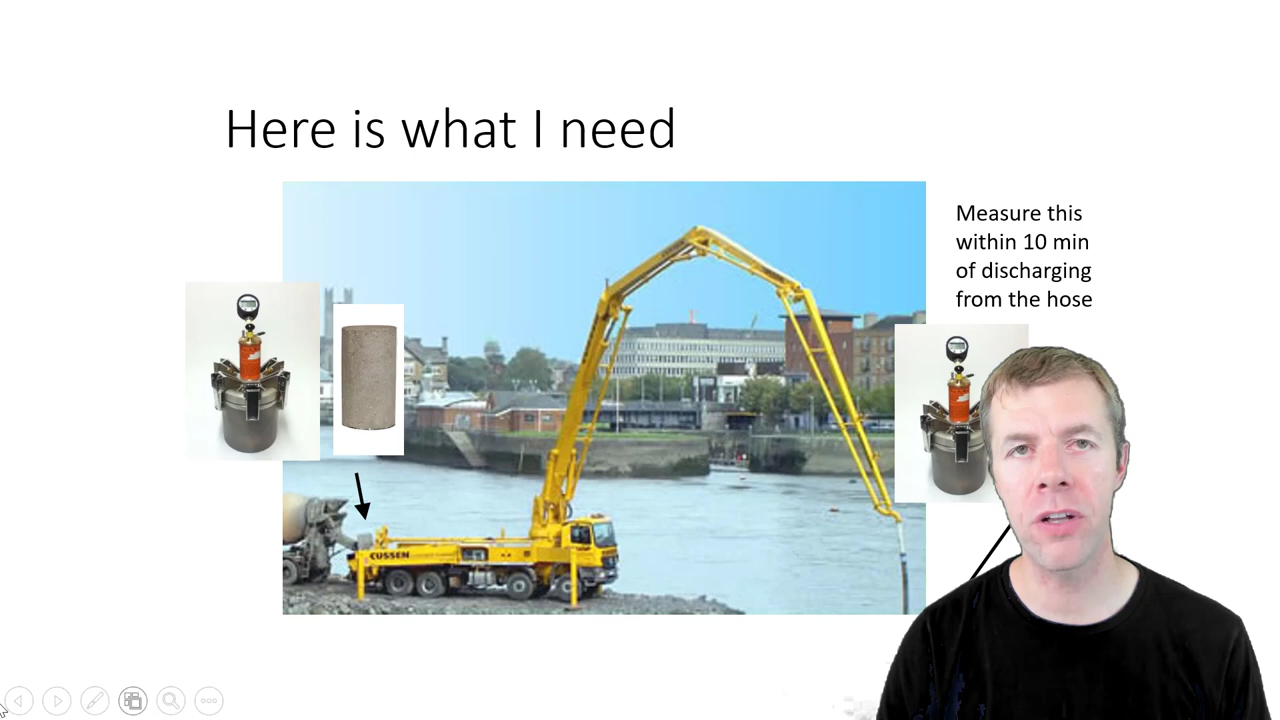 Here is what I need
Measure this
within 10 min
of discharging
from the hose
CUSSEN